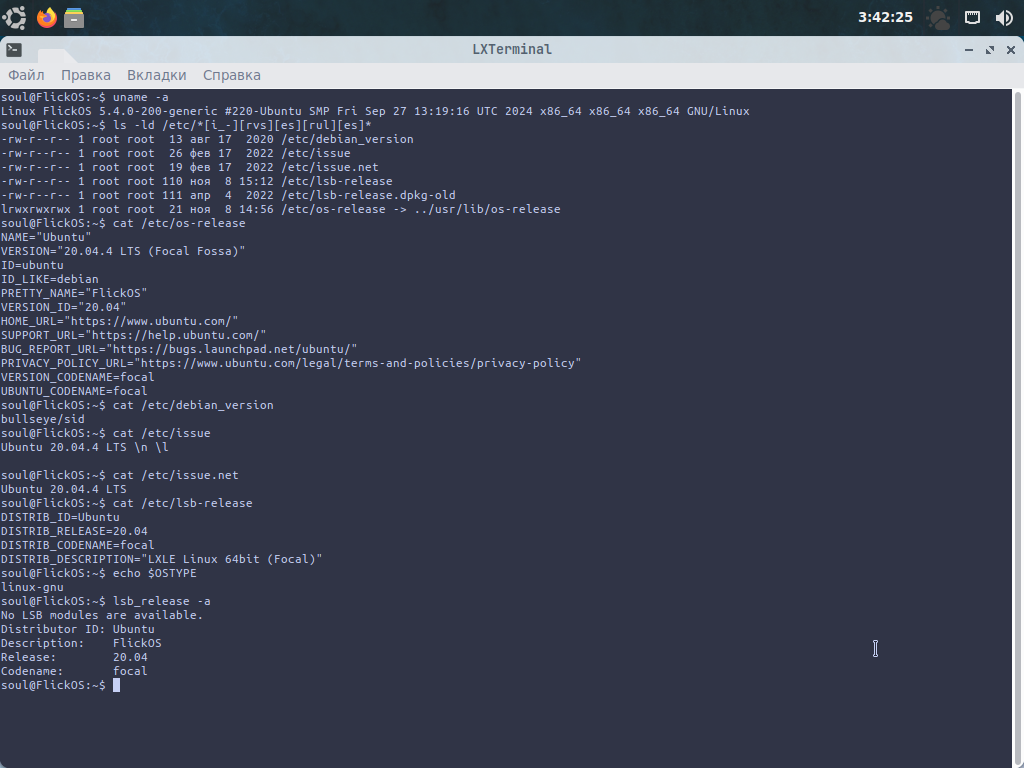 3:42:25
LXTerminal
Файл Правка Вкладки Справка
soul@FlickOS:~$ uname -a
Linux FlickOS 5.4.0-200-generic #220-Ubuntu SMP Fri Sep 27 13:19:16 UTC 2024 x86_64 x86_64 x86_64 GNU/Linux
soul@FlickOS:~$ ls -ld /etc/*[i_-][rvs][es][rul][es]*
-rw-r--r-- 1 root root  13 авг 17  2020 /etc/debian_version
-rw-r--r-- 1 root root  26 фев 17  2022 /etc/issue
-rw-r--r-- 1 root root  19 фев 17  2022 /etc/issue.net
-rw-r--r-- 1 root root 110 ноя  8 15:12 /etc/lsb-release
-rw-r--r-- 1 root root 111 апр  4  2022 /etc/lsb-release.dpkg-old
lrwxrwxrwx 1 root root  21 ноя  8 14:56 /etc/os-release -> ../usr/lib/os-release
soul@FlickOS:~$ cat /etc/os-release
NAME="Ubuntu"
VERSION="20.04.4 LTS (Focal Fossa)"
ID=ubuntu
ID_LIKE=debian
PRETTY_NAME="FlickOS"
VERSION_ID="20.04"
HOME_URL="https://www.ubuntu.com/"
SUPPORT_URL="https://help.ubuntu.com/"
BUG_REPORT_URL="https://bugs.launchpad.net/ubuntu/"
PRIVACY_POLICY_URL="https://www.ubuntu.com/legal/terms-and-policies/privacy-policy"
VERSION_CODENAME=focal
UBUNTU_CODENAME=focal
soul@FlickOS:~$ cat /etc/debian_version
bullseye/sid
soul@FlickOS:~$ cat /etc/issue
Ubuntu 20.04.4 LTS \n \l
soul@FlickOS:~$ cat /etc/issue.net
Ubuntu 20.04.4 LTS
soul@FlickOS:~$ cat /etc/lsb-release
DISTRIB_ID=Ubuntu
DISTRIB_RELEASE=20.04
DISTRIB_CODENAME=focal
DISTRIB_DESCRIPTION="LXLE Linux 64bit (Focal)"
soul@FlickOS:~$ echo $OSTYPE
linux-gnu
soul@FlickOS:~$ lsb_release -a
No LSB modules are available.
Distributor ID: Ubuntu
Description:    FlickOS
Release:        20.04
Codename:       focal
soul@FlickOS:~$